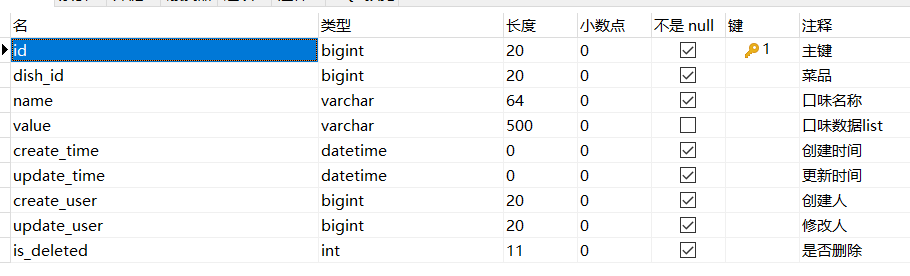 名 类型 长度 小数点 不是 null 键 注释
id bigint 20 0 1 主键
dish_id bigint 20 0 菜品
name varchar 64 0 口味名称
value varchar 500 0 口味数据list
create_time datetime 0 0 创建时间
update_time datetime 0 0 更新时间
create_user bigint 20 0 创建人
update_user bigint 20 0 修改人
is_deleted int 11 0 是否删除